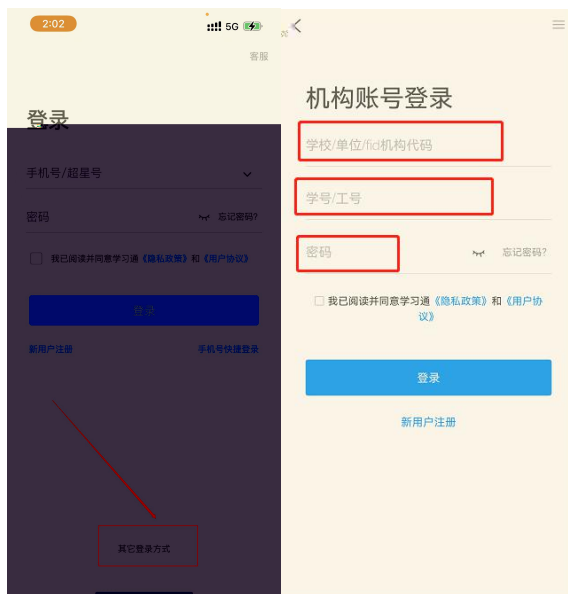 2:02
5G
客服
登录
手机号/超星号
密码
忘记密码?
我已阅读并同意学习通《隐私政策》和《用户协议》
登录
新用户注册
手机号快捷登录
其它登录方式
机构账号登录
学校/单位/fid机构代码
学号/工号
密码
忘记密码?
我已阅读并同意学习通《隐私政策》和《用户协
议》
登录
新用户注册